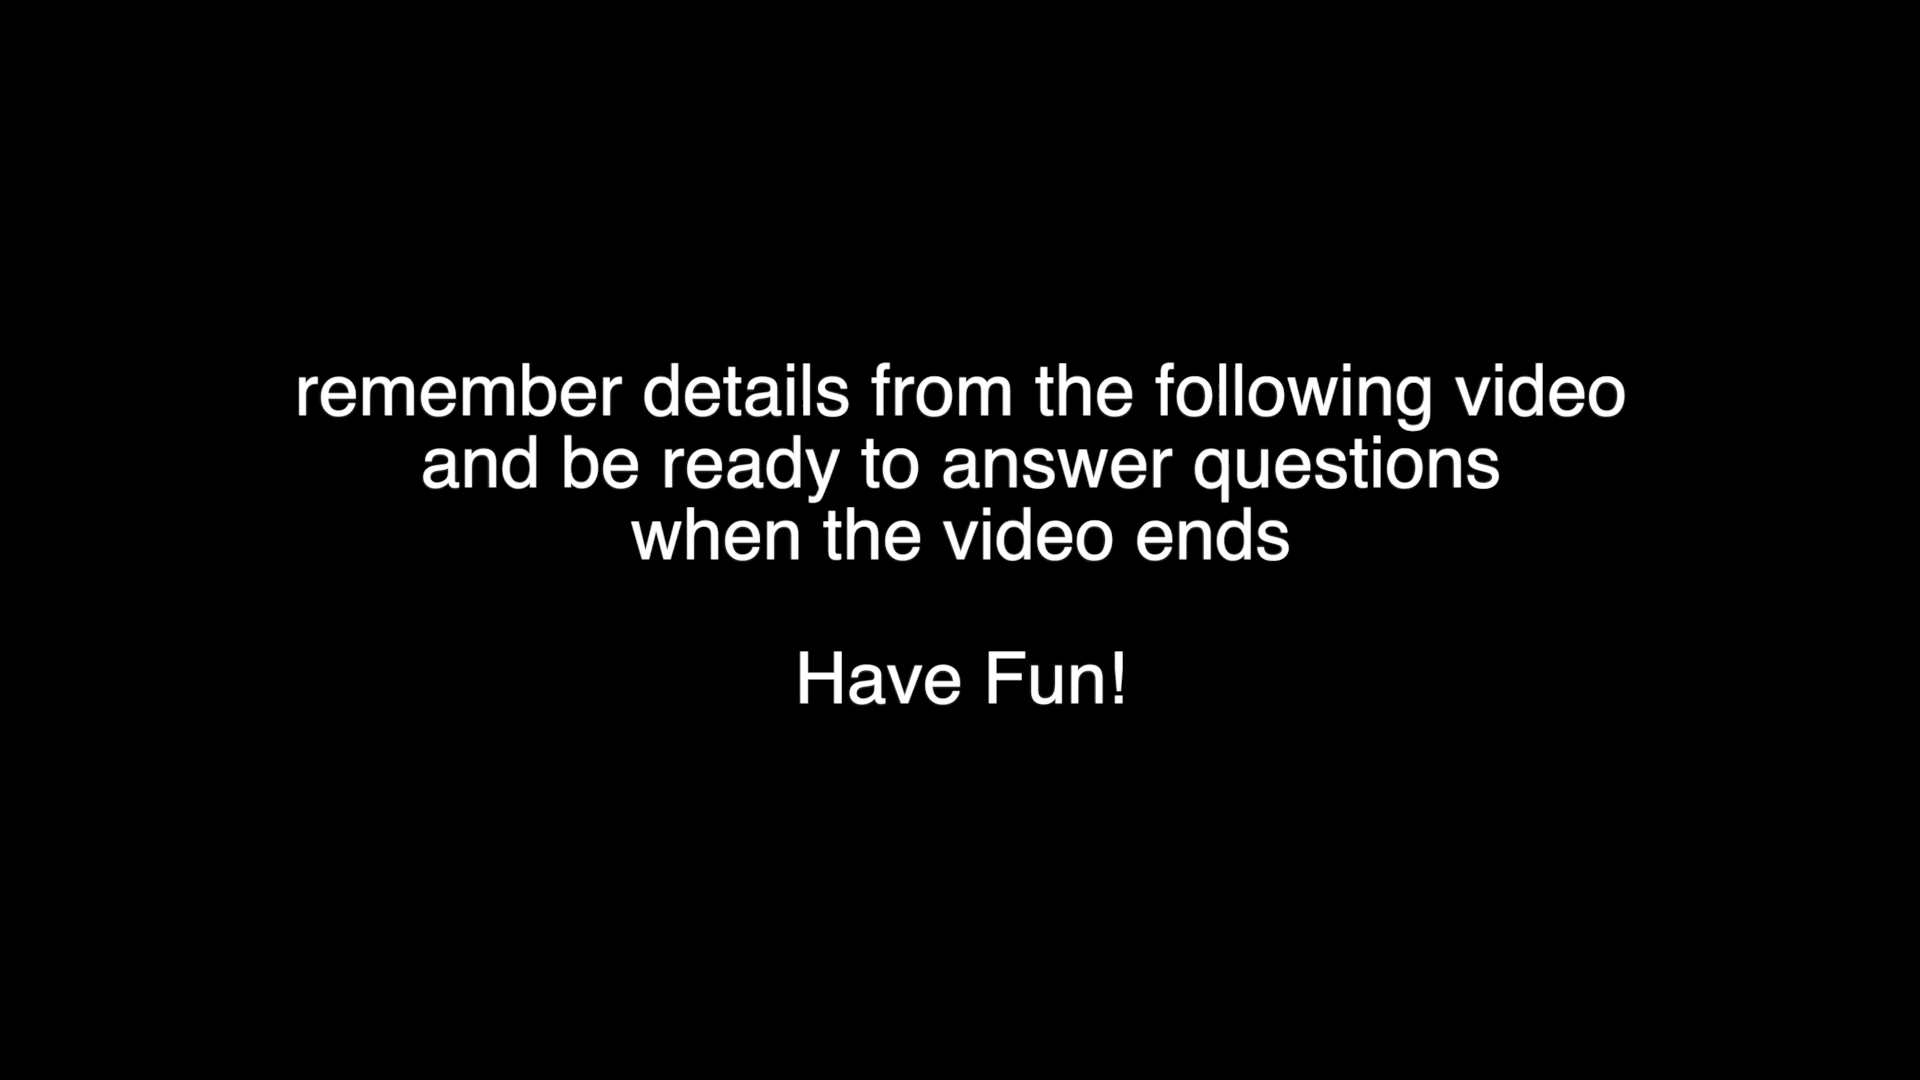 remember details from the following video
and be ready to answer questions
when the video ends
Have Fun!